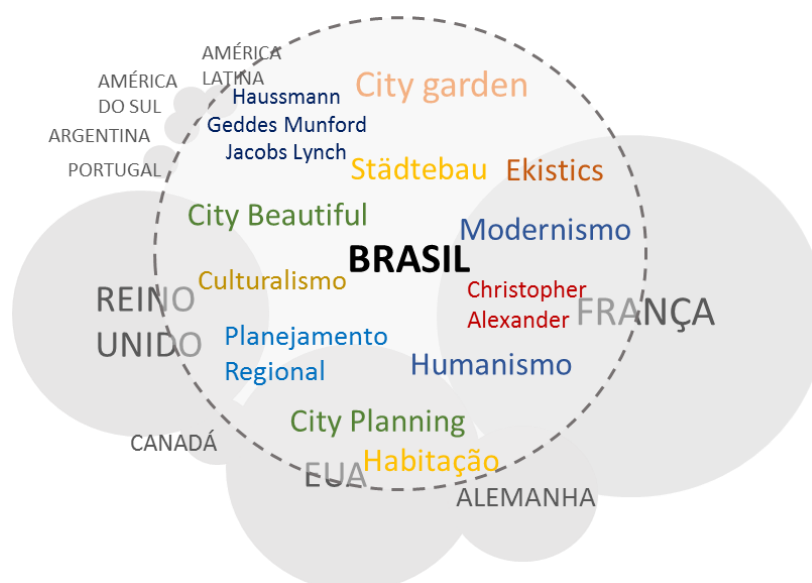 AMÉRICA
LATINA
AMÉRICA
DO SUL
ARGENTINA
PORTUGAL
Haussmann
Geddes Munford
Jacobs Lynch
City garden
Städtebau
Ekistics
City Beautiful
Modernismo
BRASIL
Culturalismo
Christopher
Alexander
REINO
UNIDO
FRANÇA
Planejamento
Regional
Humanismo
City Planning
CANADÁ
Habitação
EUA
ALEMANHA